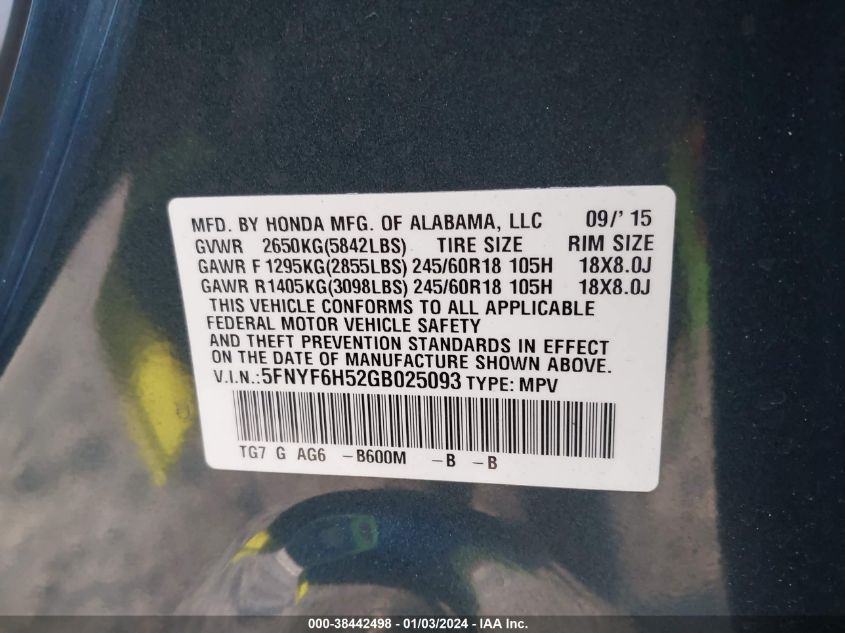 MFD. BY HONDA MFG. OF ALABAMA, LLC 09/' 15
GVWR 2650KG(5842LBS) TIRE SIZE RIM SIZE
GAWR F 1295KG(2855LBS) 245/60R18 105H 18X8.0J
GAWR R1405KG(3098LBS) 245/60R18 105H 18X8.0J
THIS VEHICLE CONFORMS TO ALL APPLICABLE
FEDERAL MOTOR VEHICLE SAFETY
AND THEFT PREVENTION STANDARDS IN EFFECT
ON THE DATE OF MANUFACTURE SHOWN ABOVE.
V.I.N.:5FNYF6H52GB025093 TYPE: MPV
TG7 G AG6 -B600M -B -B
000-38442498 - 01/03/2024 - IAA Inc.